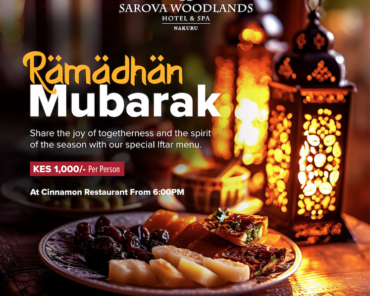 SAROVA WOODLANDS
HOTEL & SPA
NAKURU
Ramadhan
Mubarak
Share the joy of togetherness and the spirit
of the season with our special Iftar menu.
KES 1,000/- Per Person
At Cinnamon Restaurant From 6:00PM